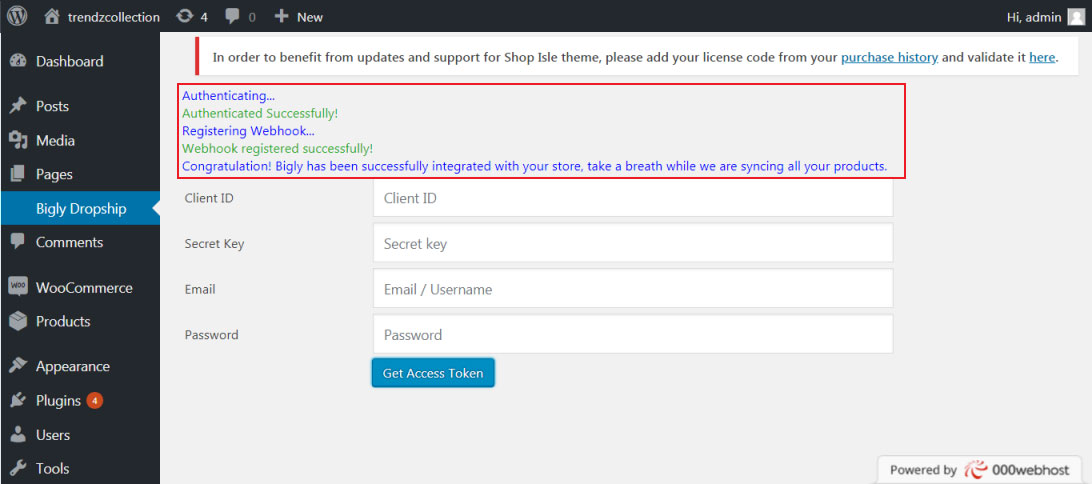 trendzcollection
4
0
New
Hi, admin
Dashboard
Posts
Media
Pages
Bigly Dropship
Comments
WOO
WooCommerce
Products
Appearance
Plugins 4
Users
Tools
In order to benefit from updates and support for Shop Isle theme, please add your license code from your purchase history and validate it here.
Authenticating...
Authenticated Successfully!
Registering Webhook...
Webhook registered successfully!
Congratulation! Bigly has been successfully integrated with your store, take a breath while we are syncing all your products.
Client ID
Client ID
Secret Key
Secret key
Email
Email / Username
Password
Password
Get Access Token
Powered by 000webhost